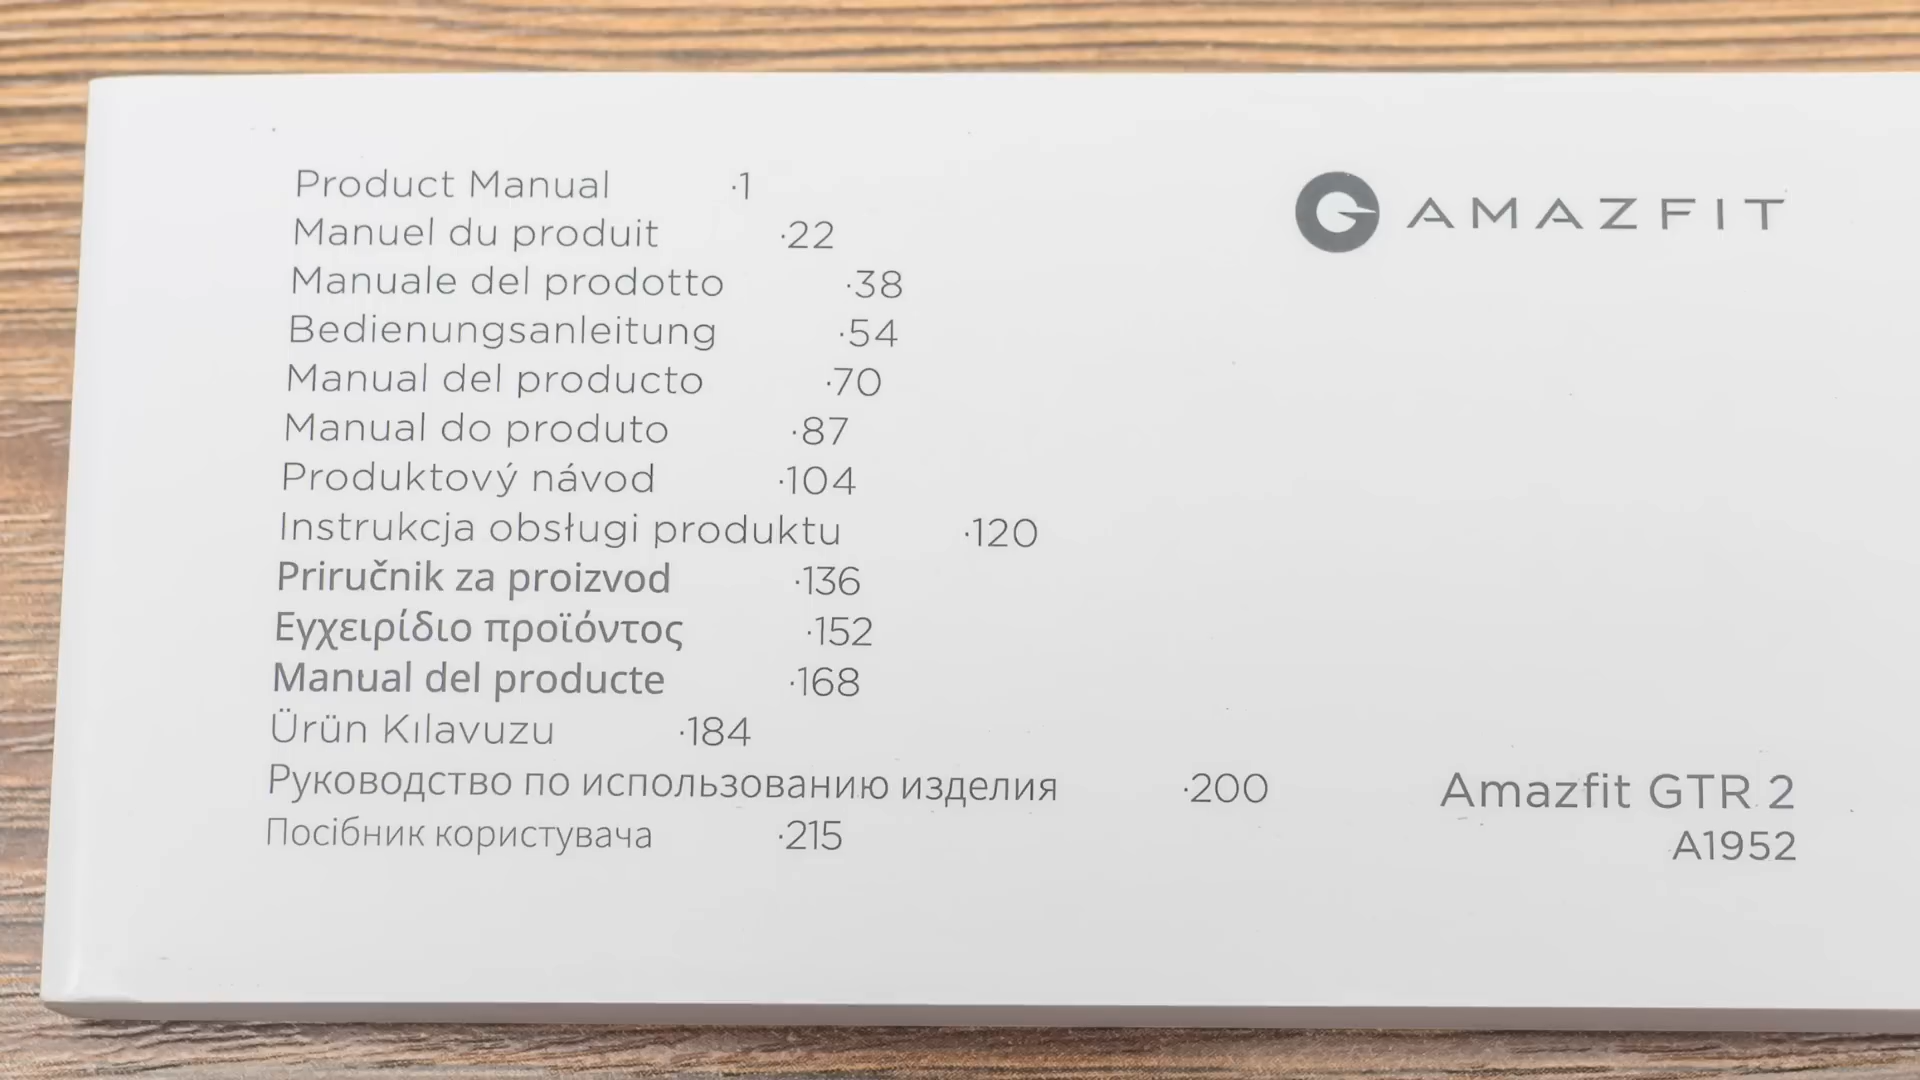 Product Manual ·1
Manuel du produit ·22
Manuale del prodotto ·38
Bedienungsanleitung ·54
Manual del producto ·70
Manual do produto ·87
Produktový návod ·104
Instrukcja obsługi produktu ·120
Priručnik za proizvod ·136
Εγχειρίδιο προϊόντος ·152
Manual del producte ·168
Ürün Kılavuzu ·184
Руководство по использованию изделия ·200
Посібник користувача ·215
AMAZFIT
Amazfit GTR 2
A1952